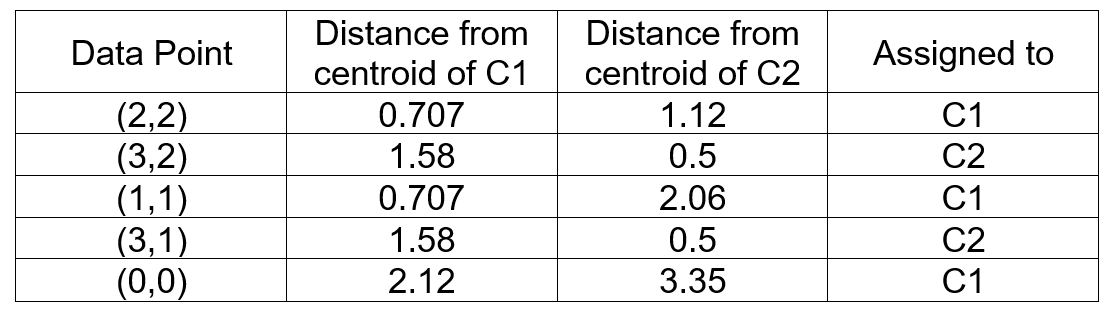 Data Point Distance from centroid of C1 Distance from centroid of C2 Assigned to
(2,2) 0.707 1.12 C1
(3,2) 1.58 0.5 C2
(1,1) 0.707 2.06 C1
(3,1) 1.58 0.5 C2
(0,0) 2.12 3.35 C1